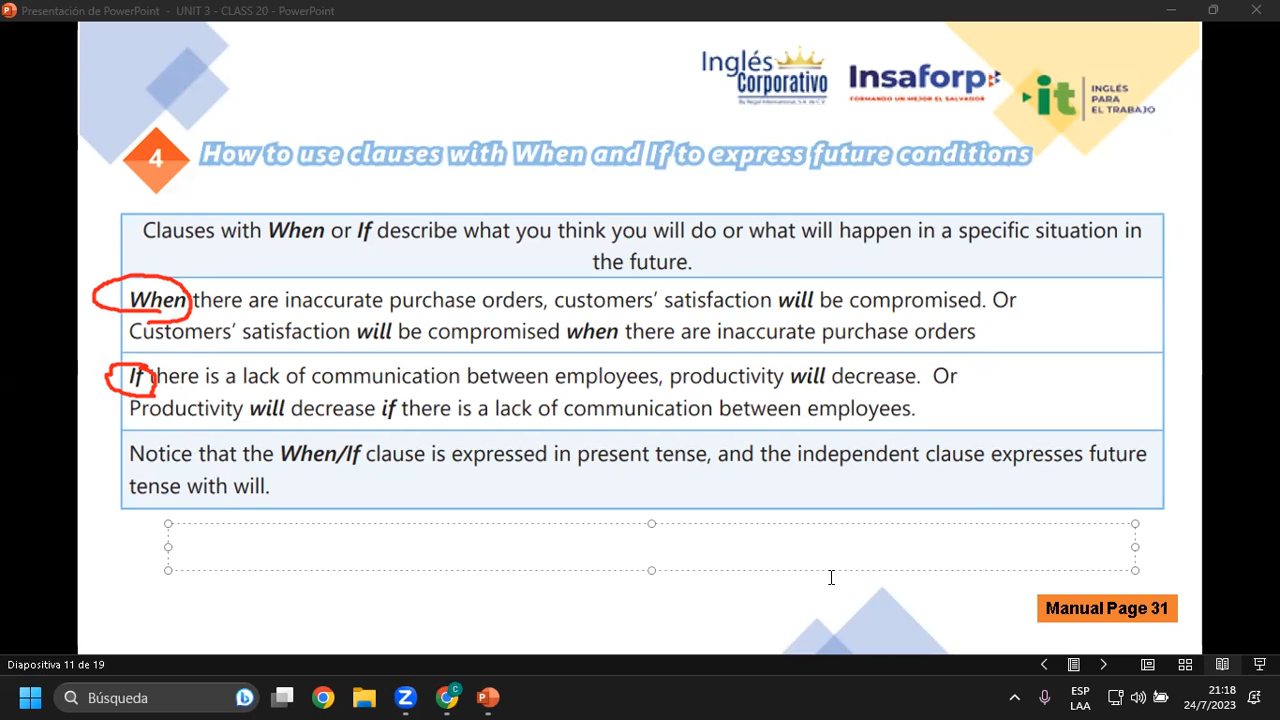 Presentación de PowerPoint - UNIT 3 - CLASS 20 - PowerPoint
Inglés
Corporativo
By Regal International, S.A. de C.V.
Insaforp
FORMANDO UN MEJOR EL SALVADOR
it
INGLÉS
PARA
EL TRABAJO
4
How to use clauses with When and If to express future conditions
Clauses with When or If describe what you think you will do or what will happen in a specific situation in
the future.
When there are inaccurate purchase orders, customers’ satisfaction will be compromised. Or
Customers’ satisfaction will be compromised when there are inaccurate purchase orders
If there is a lack of communication between employees, productivity will decrease. Or
Productivity will decrease if there is a lack of communication between employees.
Notice that the When/If clause is expressed in present tense, and the independent clause expresses future
tense with will.
Manual Page 31
Diapositiva 11 de 19
Búsqueda
ESP
LAA
21:18
24/7/2023